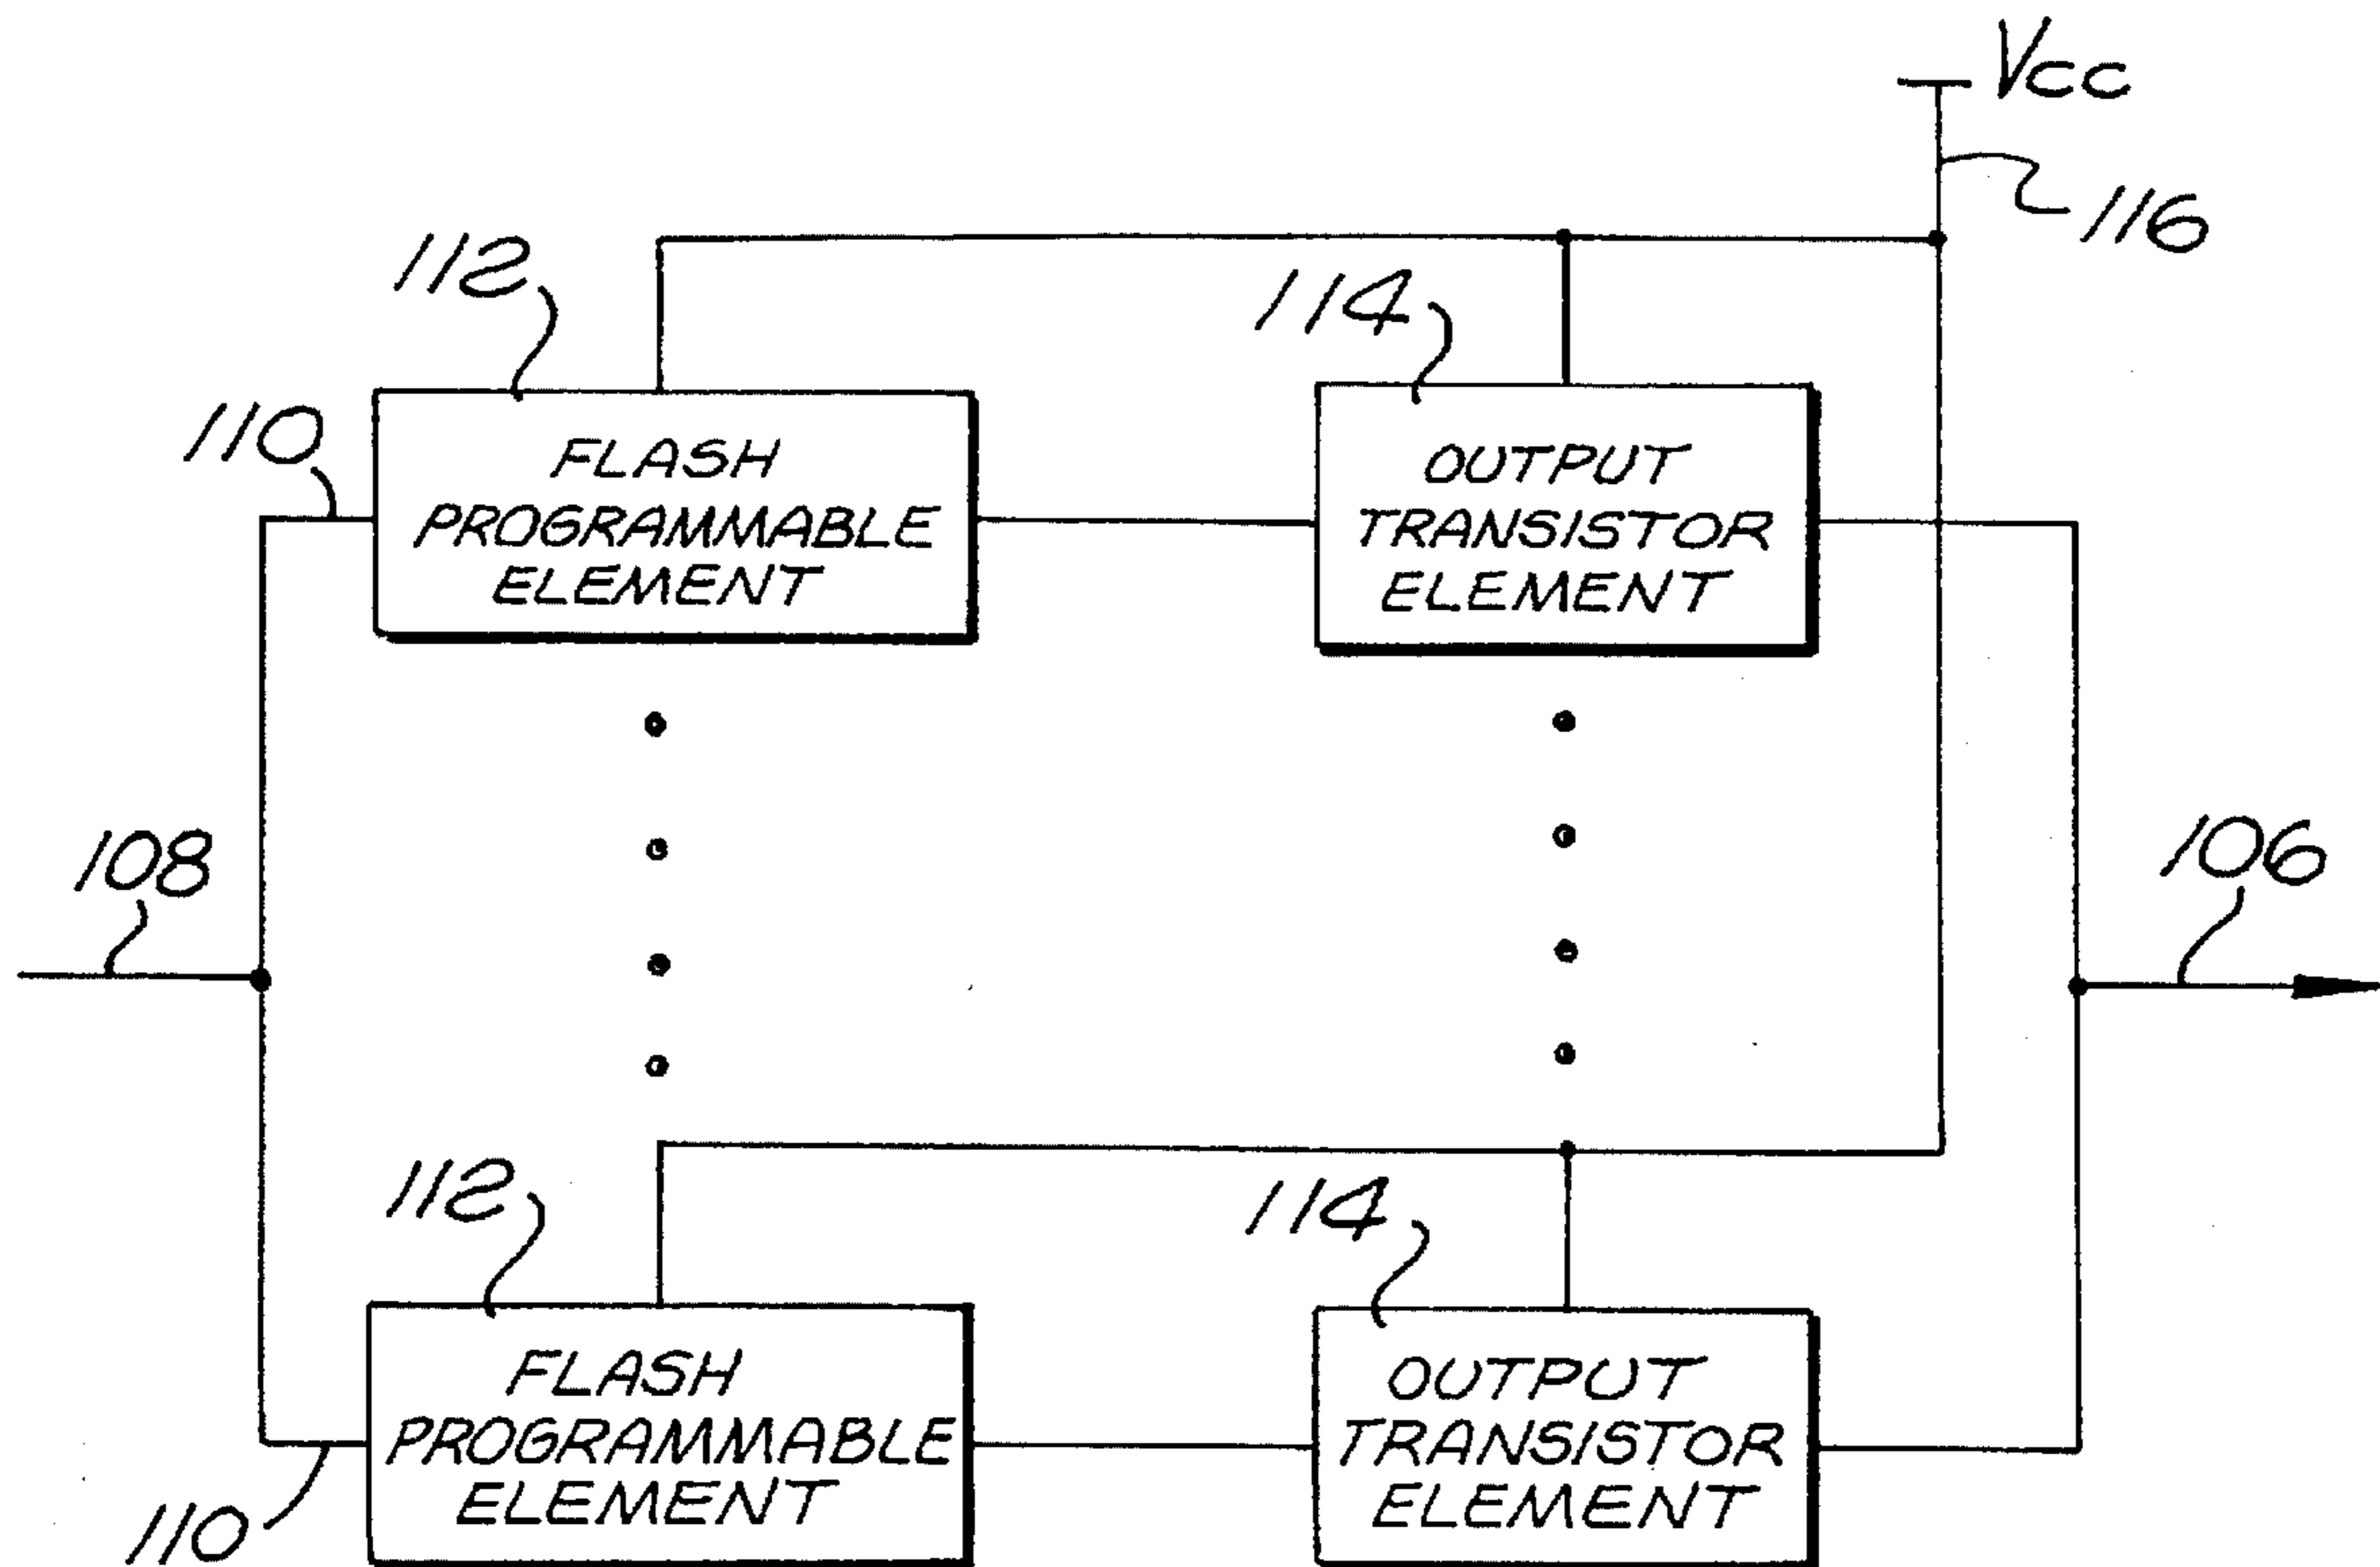 Vcc
116
112
114
110
FLASH
PROGRAMMABLE
ELEMENT
OUTPUT
TRANSISTOR
ELEMENT
108
106
112
114
FLASH
PROGRAMMABLE
ELEMENT
OUTPUT
TRANSISTOR
ELEMENT
110